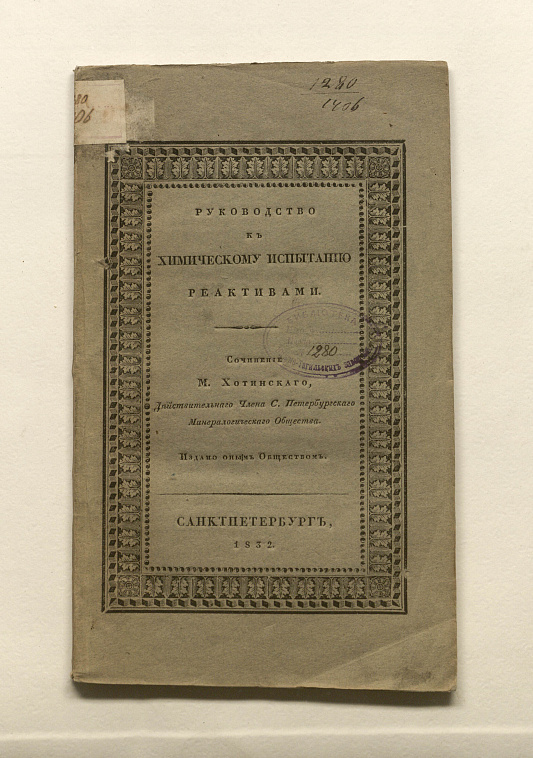 1280
1406
РУКОВОДСТВО
КЪ
ХИМИЧЕСКОМУ ИСПЫТАНІЮ
РЕАКТИВАМИ.
БИБЛІОТЕКА
1280
Сочиненіе
М. Хотинскаго,
Дѣйствительнаго Члена С. Петербургскаго
Минералогическаго Общества.
Издано онымъ Обществомъ.
САНКТПЕТЕРБУРГЪ,
1832.